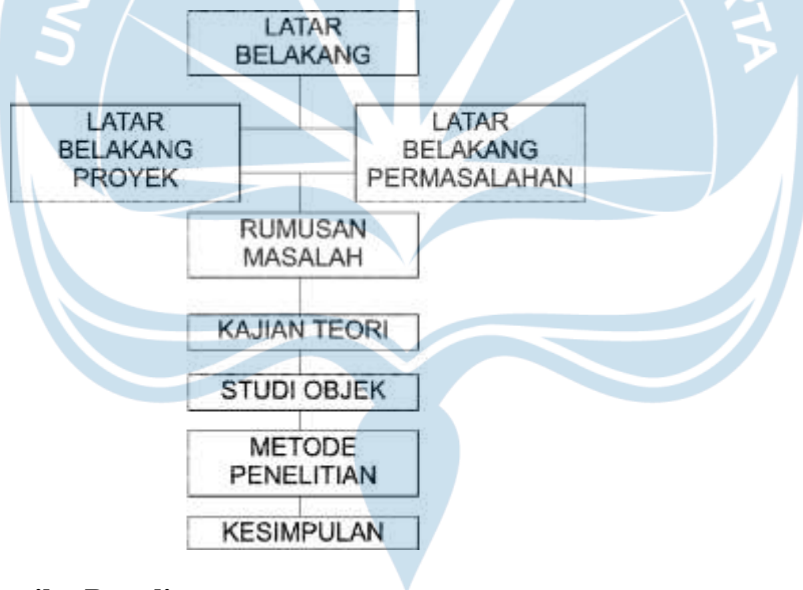 LATAR
BELAKANG
LATAR
BELAKANG
PROYEK
LATAR
BELAKANG
PERMASALAHAN
RUMUSAN
MASALAH
KAJIAN TEORI
STUDI OBJEK
METODE
PENELITIAN
KESIMPULAN